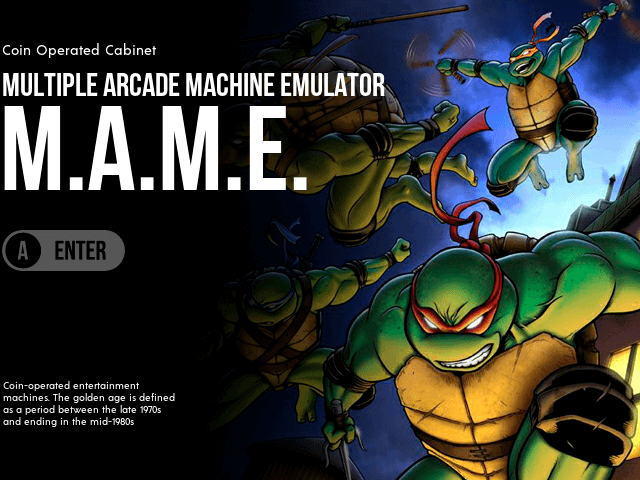 Coin Operated Cabinet
MULTIPLE ARCADE MACHINE EMULATOR
M.A.M.E.
A ENTER
Coin-operated entertainment
machines. The golden age is defined
as a period between the late 1970s
and ending in the mid-1980s